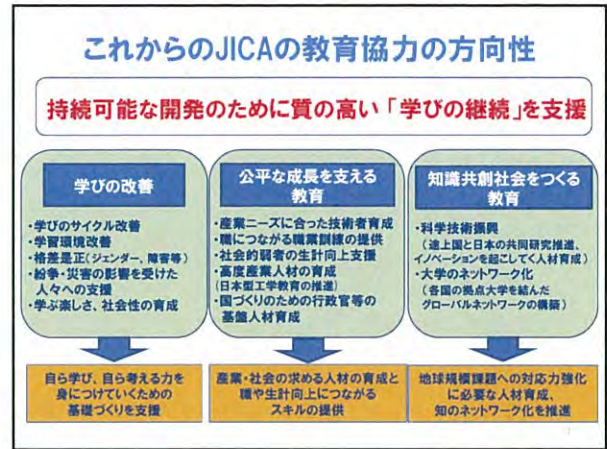 これからのJICAの教育協力の方向性
持続可能な開発のために質の高い「学びの継続」を支援
学びの改善
・学びのサイクル改善
・学習環境改善
・格差是正(ジェンダー、障害等)
・紛争・災害の影響を受けた
人々への支援
・学ぶ楽しさ、社会性の育成
公平な成長を支える
教育
・産業ニーズに合った技術者育成
・職につながる職業訓練の提供
・社会的弱者の生計向上支援
・高度産業人材の育成
(日本型工学教育の推進)
・国づくりのための行政官等の
基盤人材育成
知識共創社会をつくる
教育
・科学技術振興
(途上国と日本の共同研究推進、
イノベーションを起こしてく人材育成)
・大学のネットワーク化
(各国の拠点大学を結んだ
グローバルネットワークの構築)
自ら学び、自ら考える力を
身につけていくための
基礎づくりを支援
産業・社会の求める人材の育成と
職や生計向上につながる
スキルの提供
地球規模課題への対応力強化
に必要な人材育成、
知のネットワーク化を推進